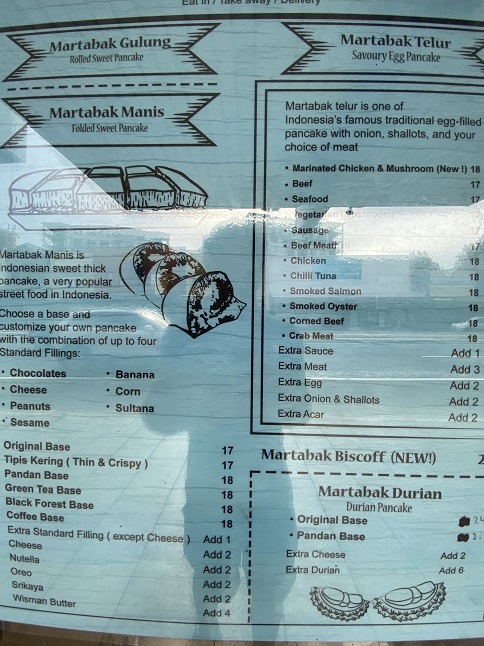 Eat in / Take away / Delivery
Martabak Gulung
Rolled Sweet Pancake
Martabak Manis
Folded Sweet Pancake
Martabak Manis is
Indonesian sweet thick
pancake, a very popular
street food in Indonesia.
Choose a base and
customize your own pancake
with the combination of up to four
Standard Fillings:
• Chocolates
• Cheese
• Peanuts
• Sesame
• Banana
• Corn
• Sultana
Original Base 17
Tipis Kering ( Thin & Crispy ) 17
Pandan Base 18
Green Tea Base 18
Black Forest Base 18
Coffee Base 18
Extra Standard Filling ( except Cheese ) Add 1
Cheese Add 2
Nutella Add 2
Oreo Add 2
Srikaya Add 2
Wisman Butter Add 4
Martabak Telur
Savoury Egg Pancake
Martabak telur is one of
Indonesia's famous traditional egg-filled
pancake with onion, shallots, and your
choice of meat
• Marinated Chicken & Mushroom (New !) 18
• Beef 17
• Seafood 17
Vegetarian
• Sausage
• Beef 17
• Chicken 18
• Chilli Tuna 18
• Smoked Salmon 18
• Smoked Oyster 18
• Corned Beef 18
• Crab Meat 18
Extra Sauce Add 1
Extra Meat Add 3
Extra Egg Add 2
Extra Onion & Shallots Add 2
Extra Acar Add 2
Martabak Biscoff (NEW!)
Martabak Durian
Durian Pancake
• Original Base
• Pandan Base
Extra Cheese Add 2
Extra Durian Add 6